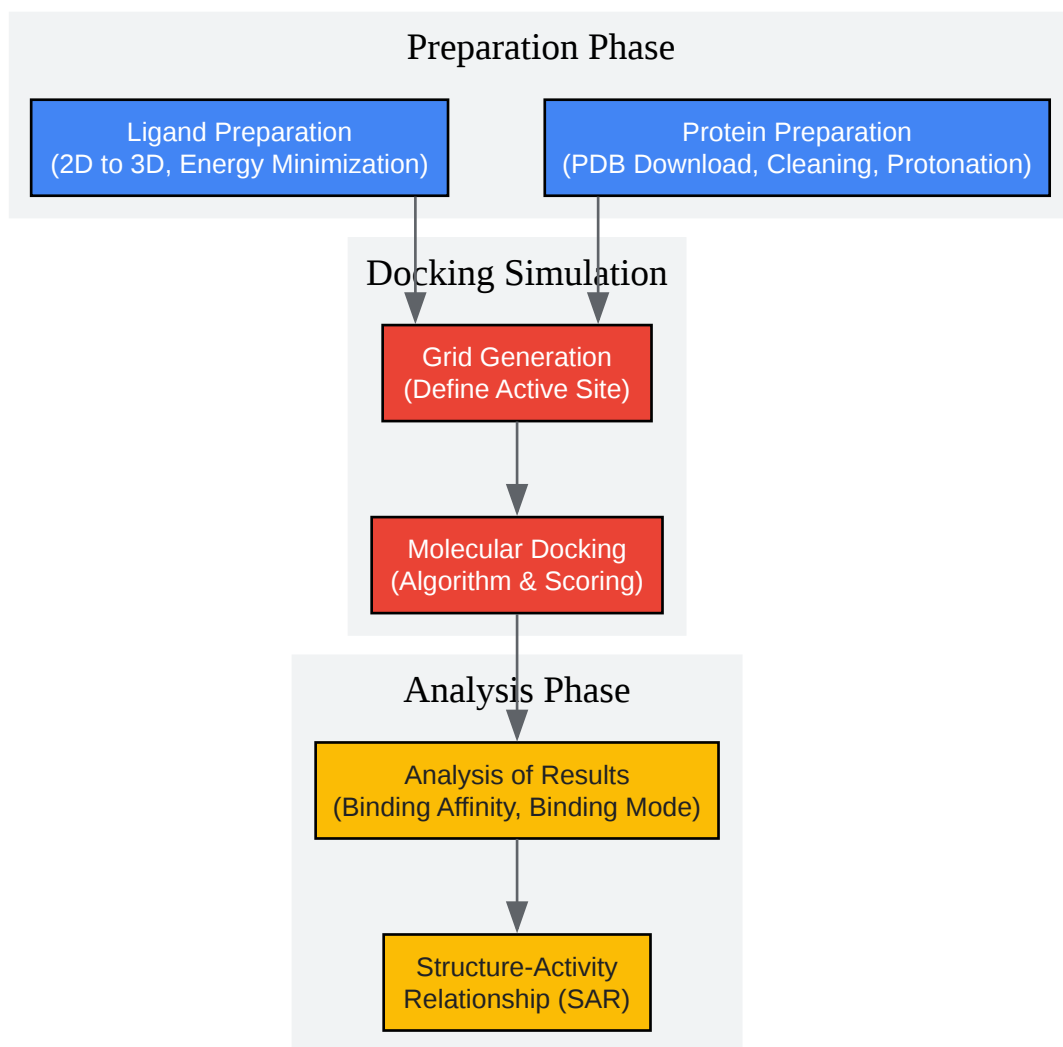 Preparation Phase
Ligand Preparation
(2D to 3D, Energy Minimization)
Protein Preparation
(PDB Download, Cleaning, Protonation)
Docking Simulation
Grid Generation
(Define Active Site)
Molecular Docking
(Algorithm & Scoring)
Analysis Phase
Analysis of Results
(Binding Affinity, Binding Mode)
Structure-Activity
Relationship (SAR)